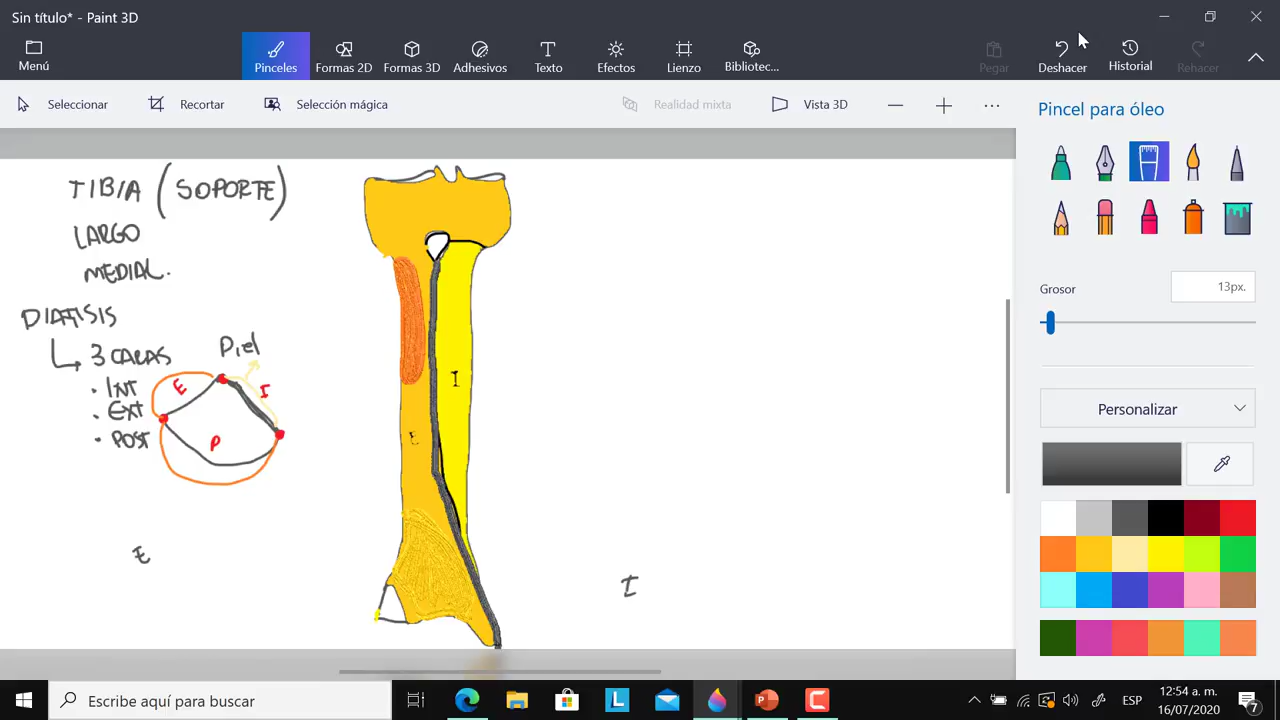 Sin título* - Paint 3D
Menú
Pinceles
Formas 2D
Formas 3D
Adhesivos
Texto
Efectos
Lienzo
Bibliotec...
Pegar
Deshacer
Historial
Rehacer
Seleccionar
Recortar
Selección mágica
Realidad mixta
Vista 3D
Pincel para óleo
Grosor
13px.
Personalizar
TIBIA (SOPORTE)
LARGO
MEDIAL.
DIAFISIS
3 CARAS
• INT
• EXT
• POST
Piel
E
I
P
I
E
E
I
Escribe aquí para buscar
ESP
12:54 a. m.
16/07/2020
7